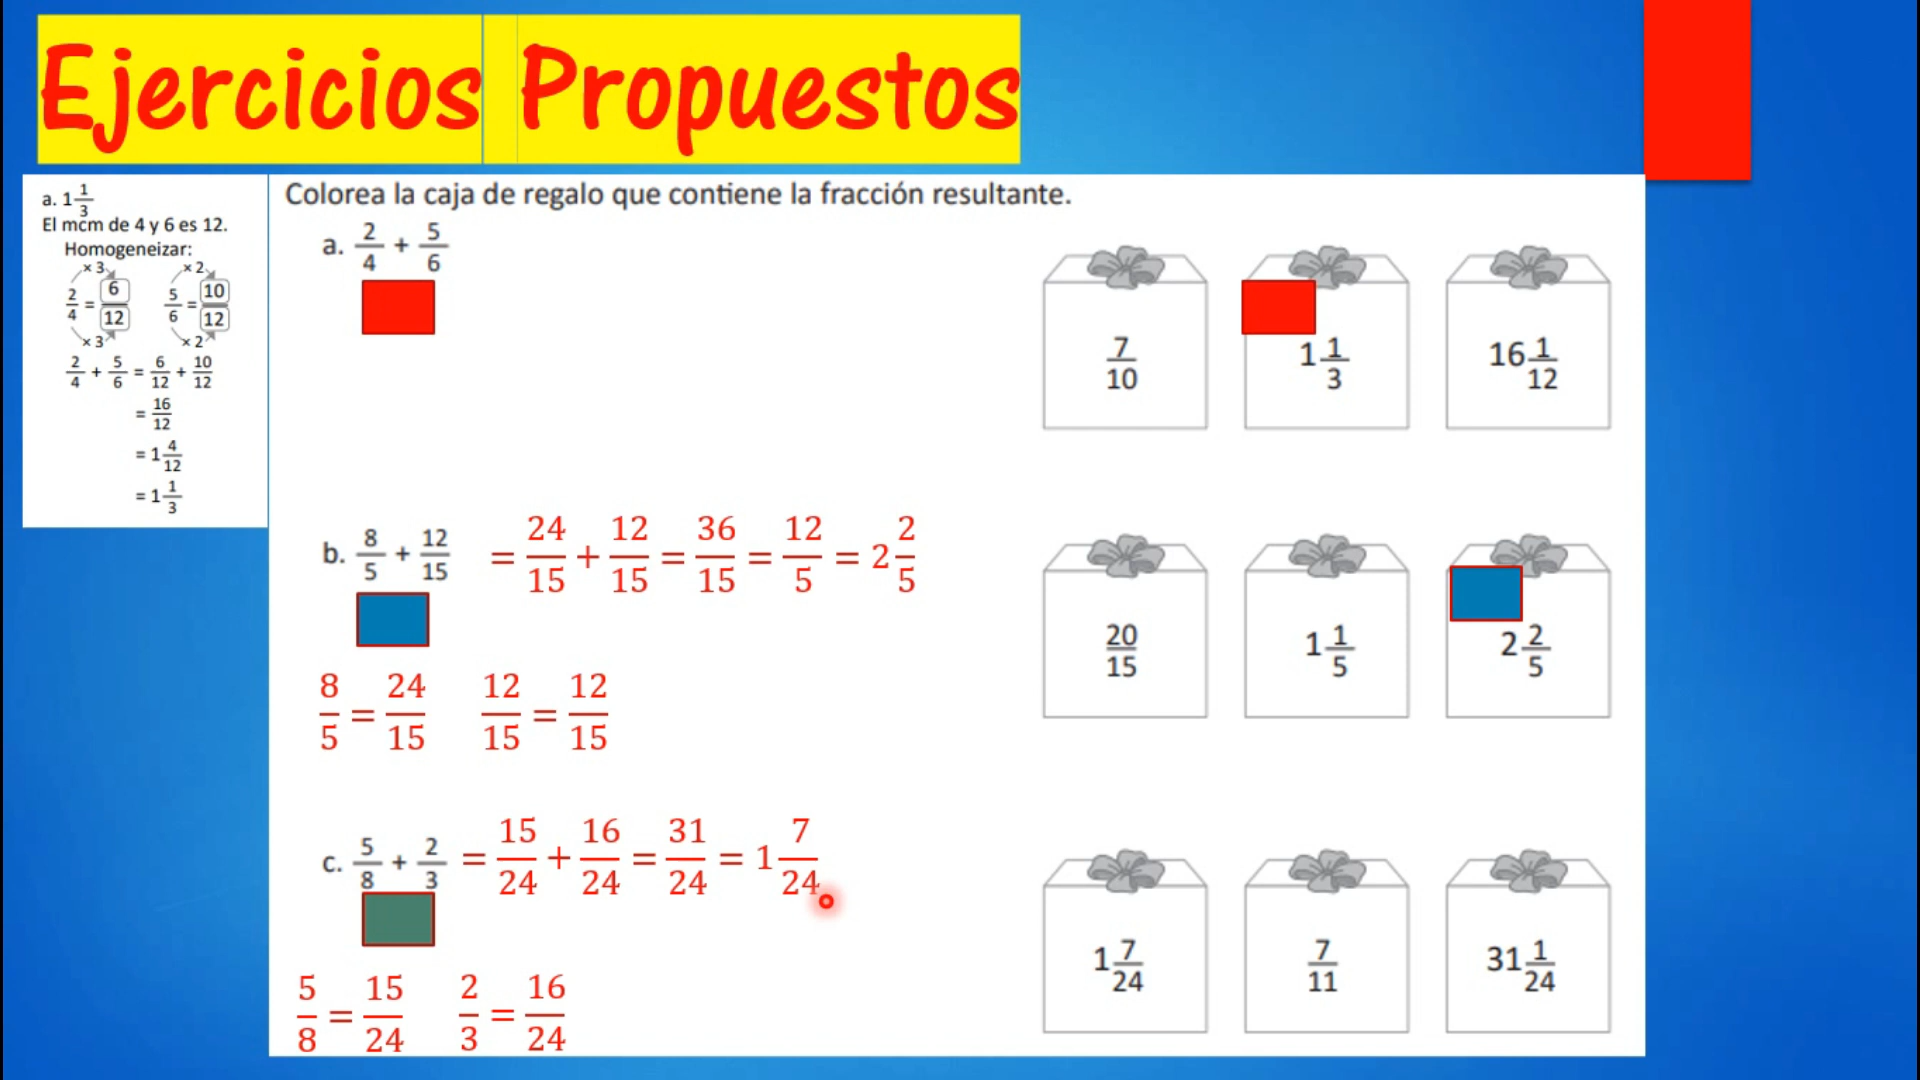 Ejercicios Propuestos
a. 1 1/3
El mcm de 4 y 6 es 12.
Homogeneizar:
× 3 × 2
2/4 = 6/12 5/6 = 10/12
× 3 × 2
2/4 + 5/6 = 6/12 + 10/12
= 16/12
= 1 4/12
= 1 1/3
Colorea la caja de regalo que contiene la fracción resultante.
a. 2/4 + 5/6
7/10 1 1/3 16 1/12
b. 8/5 + 12/15 = 24/15 + 12/15 = 36/15 = 12/5 = 2 2/5
20/15 1 1/5 2 2/5
8/5 = 24/15 12/15 = 12/15
c. 5/8 + 2/3 = 15/24 + 16/24 = 31/24 = 1 7/24
1 7/24 7/11 31 1/24
5/8 = 15/24 2/3 = 16/24